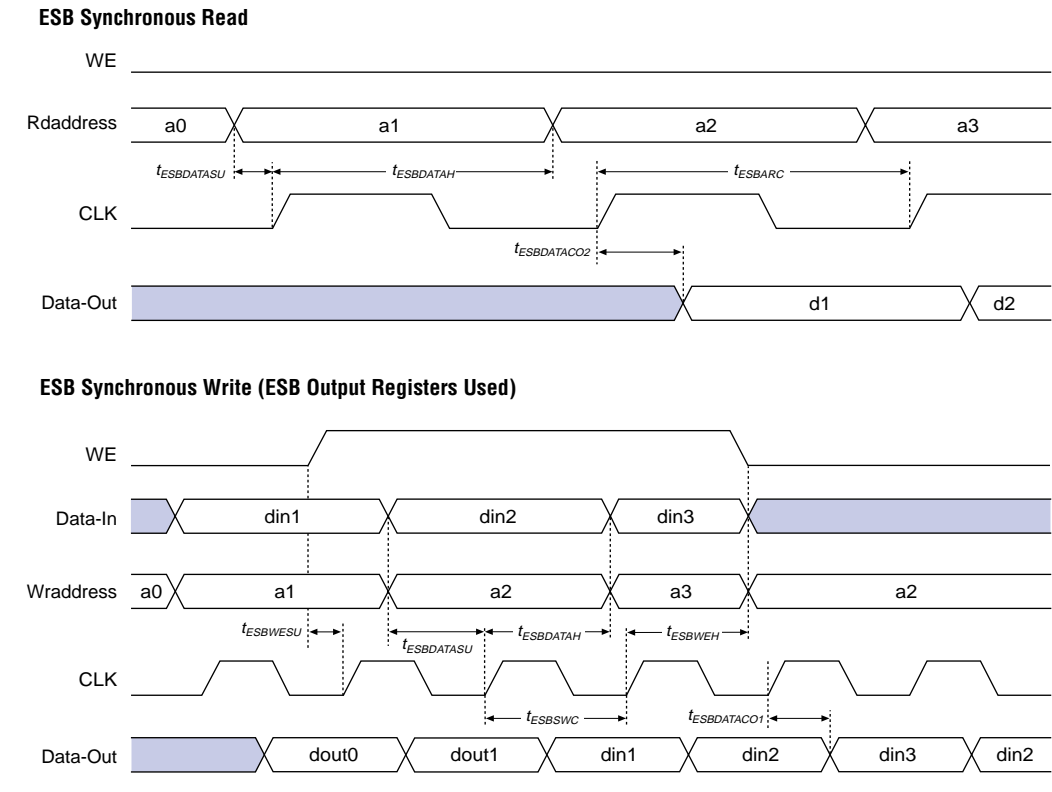 ESB Synchronous Read
WE
Rdaddress a0 a1 a2 a3
tESBDATASU tESBDATAH tESBARC
CLK
tESBDATACO2
Data-Out d1 d2
ESB Synchronous Write (ESB Output Registers Used)
WE
Data-In din1 din2 din3
Wraddress a0 a1 a2 a3 a2
tESBWESU tESBDATASU tESBDATAH tESBWEH
CLK
tESBSWC tESBDATACO1
Data-Out dout0 dout1 din1 din2 din3 din2